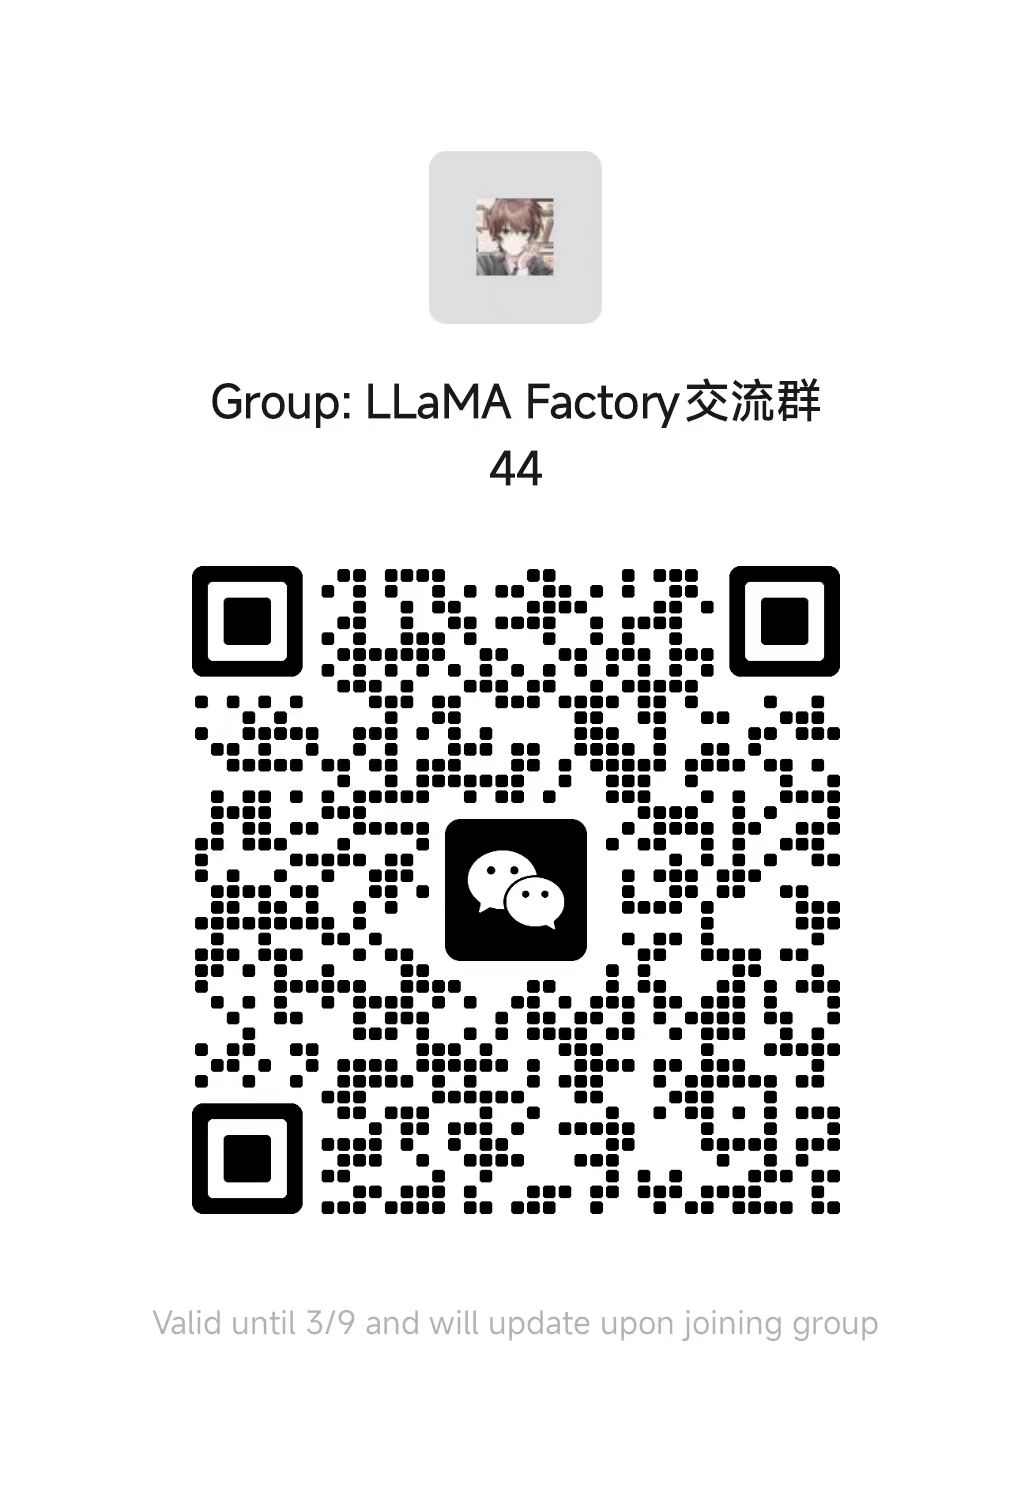 Group: LLaMA Factory交流群
44
Valid until 3/9 and will update upon joining group